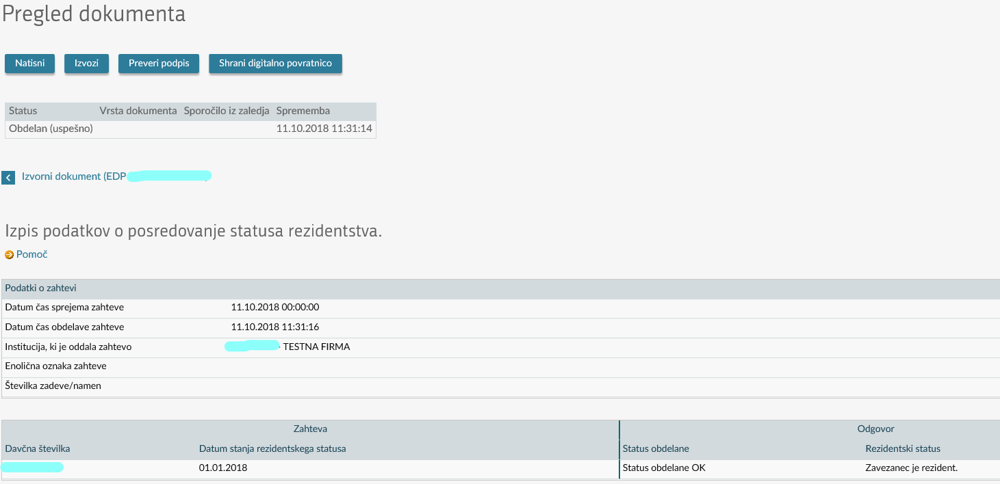 Pregled dokumenta
Natisni Izvozi Preveri podpis Shrani digitalno povratnico
Status Vrsta dokumenta Sporočilo iz zaledja Sprememba
Obdelan (uspešno) 11.10.2018 11:31:14
Izvorni dokument (EDP
Izpis podatkov o posredovanje statusa rezidentstva.
Pomoč
Podatki o zahtevi
Datum čas sprejema zahteve 11.10.2018 00:00:00
Datum čas obdelave zahteve 11.10.2018 11:31:16
Institucija, ki je oddala zahtevo - TESTNA FIRMA
Enolična oznaka zahteve
Številka zadeve/namen
Zahteva Odgovor
Davčna številka Datum stanja rezidentskega statusa Status obdelane Rezidentski status
01.01.2018 Status obdelane OK Zavezanec je rezident.